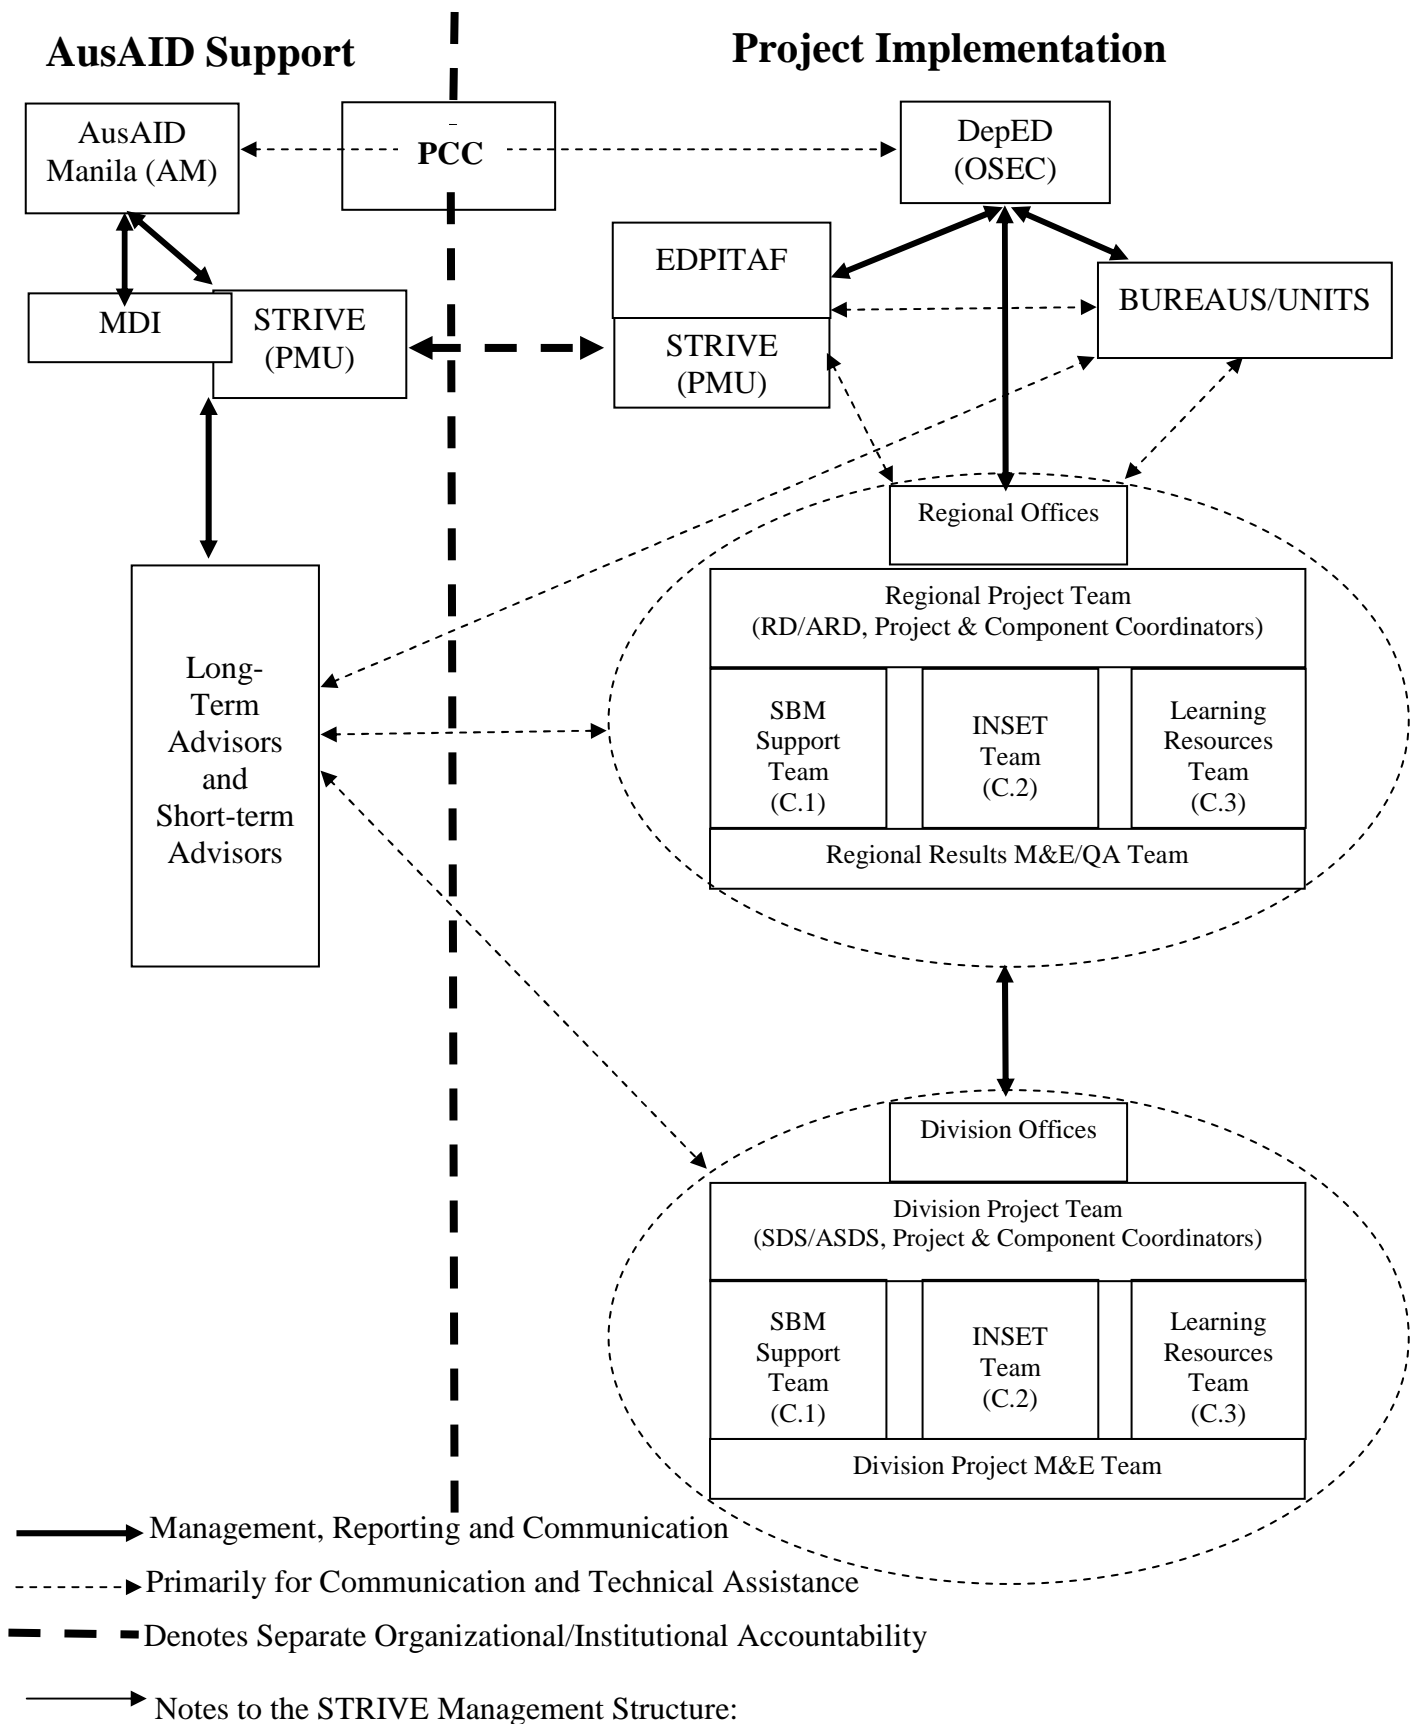 AusAID Support
Project Implementation
AusAID
Manila (AM)
PCC
DepED
(OSEC)
EDPITAF
BUREAUS/UNITS
MDI
STRIVE
(PMU)
STRIVE
(PMU)
Regional Offices
Regional Project Team
(RD/ARD, Project & Component Coordinators)
Long-
Term
Advisors
and
Short-term
Advisors
SBM
Support
Team
(C.1)
INSET
Team
(C.2)
Learning
Resources
Team
(C.3)
Regional Results M&E/QA Team
Division Offices
Division Project Team
(SDS/ASDS, Project & Component Coordinators)
SBM
Support
Team
(C.1)
INSET
Team
(C.2)
Learning
Resources
Team
(C.3)
Division Project M&E Team
Management, Reporting and Communication
Primarily for Communication and Technical Assistance
Denotes Separate Organizational/Institutional Accountability
Notes to the STRIVE Management Structure: